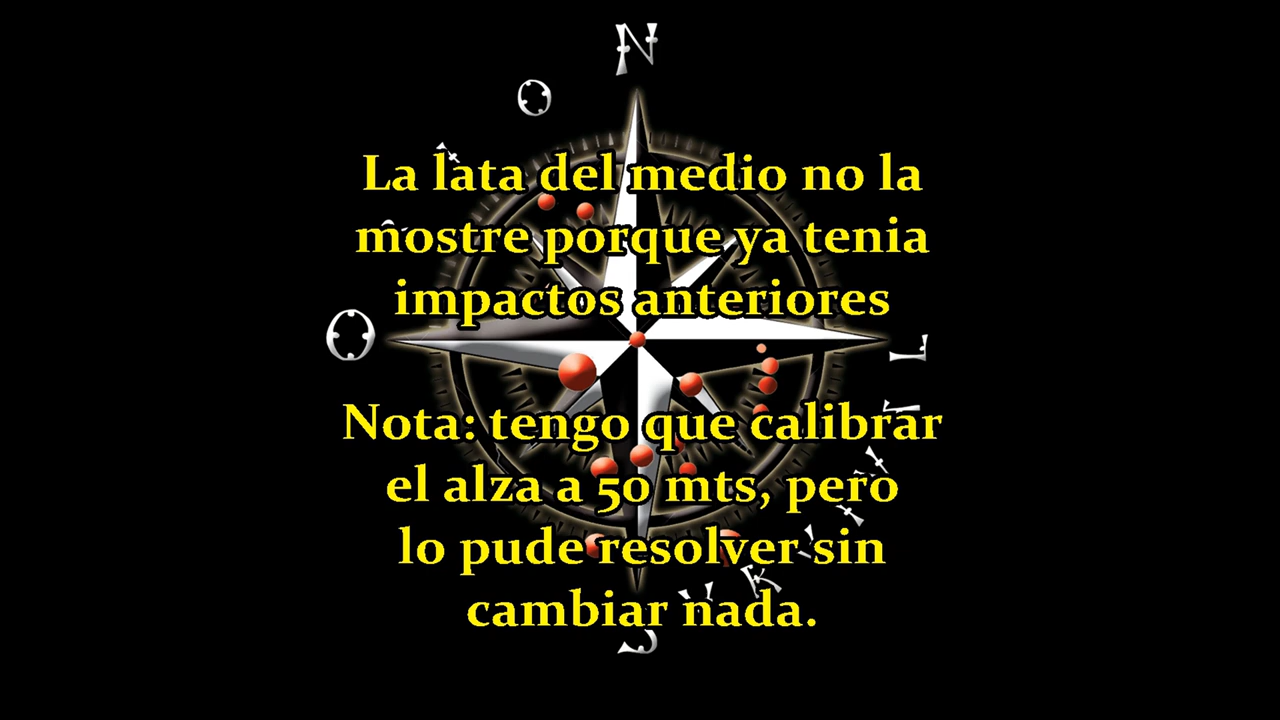 N
O
La lata del medio no la
mostre porque ya tenia
impactos anteriores
O
L
Nota: tengo que calibrar
el alza a 50 mts, pero
lo pude resolver sin
cambiar nada.